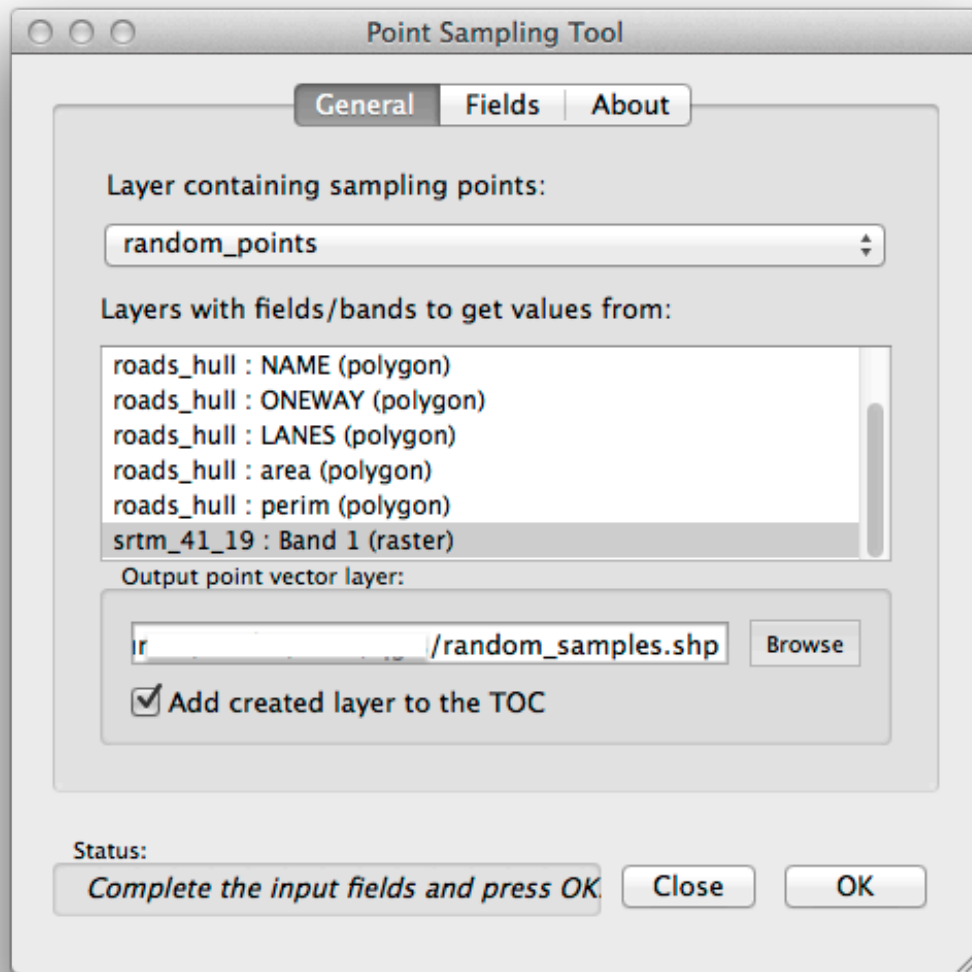 Point Sampling Tool
General Fields About
Layer containing sampling points:
random_points
Layers with fields/bands to get values from:
roads_hull : NAME (polygon)
roads_hull : ONEWAY (polygon)
roads_hull : LANES (polygon)
roads_hull : area (polygon)
roads_hull : perim (polygon)
srtm_41_19 : Band 1 (raster)
Output point vector layer:
/random_samples.shp Browse
Add created layer to the TOC
Status:
Complete the input fields and press OK. Close OK